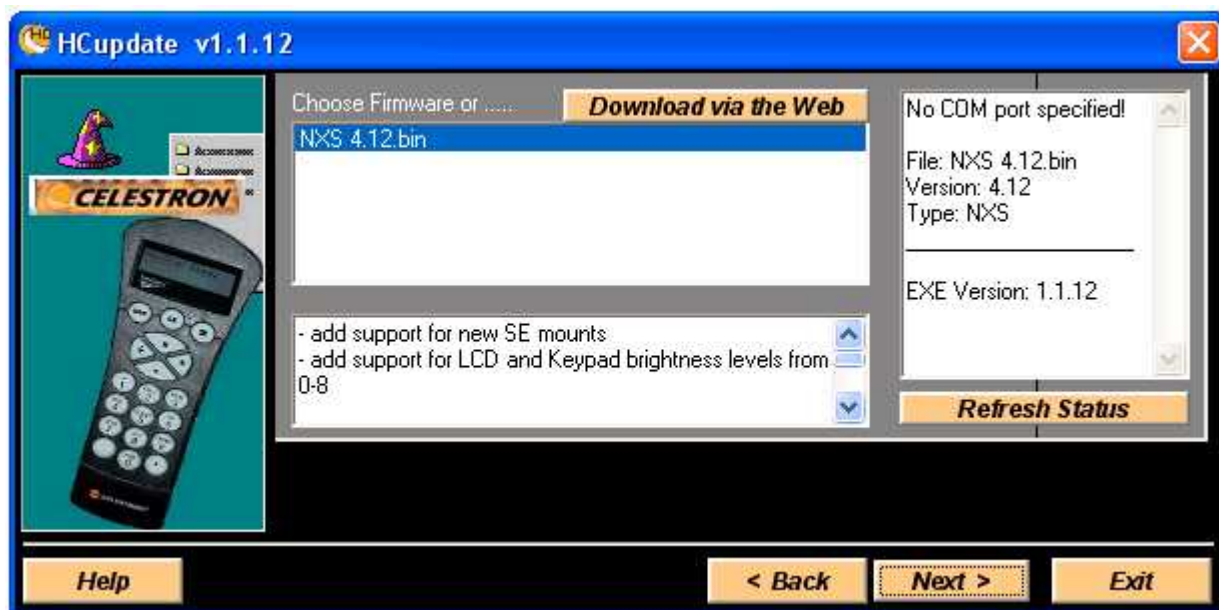 HCupdate v1.1.12
Choose Firmware or .....
Download via the Web
NXS 4.12.bin
- add support for new SE mounts
- add support for LCD and Keypad brightness levels from
0-8
No COM port specified!
File: NXS 4.12.bin
Version: 4.12
Type: NXS
EXE Version: 1.1.12
Refresh Status
CELESTRON
Help
< Back
Next >
Exit